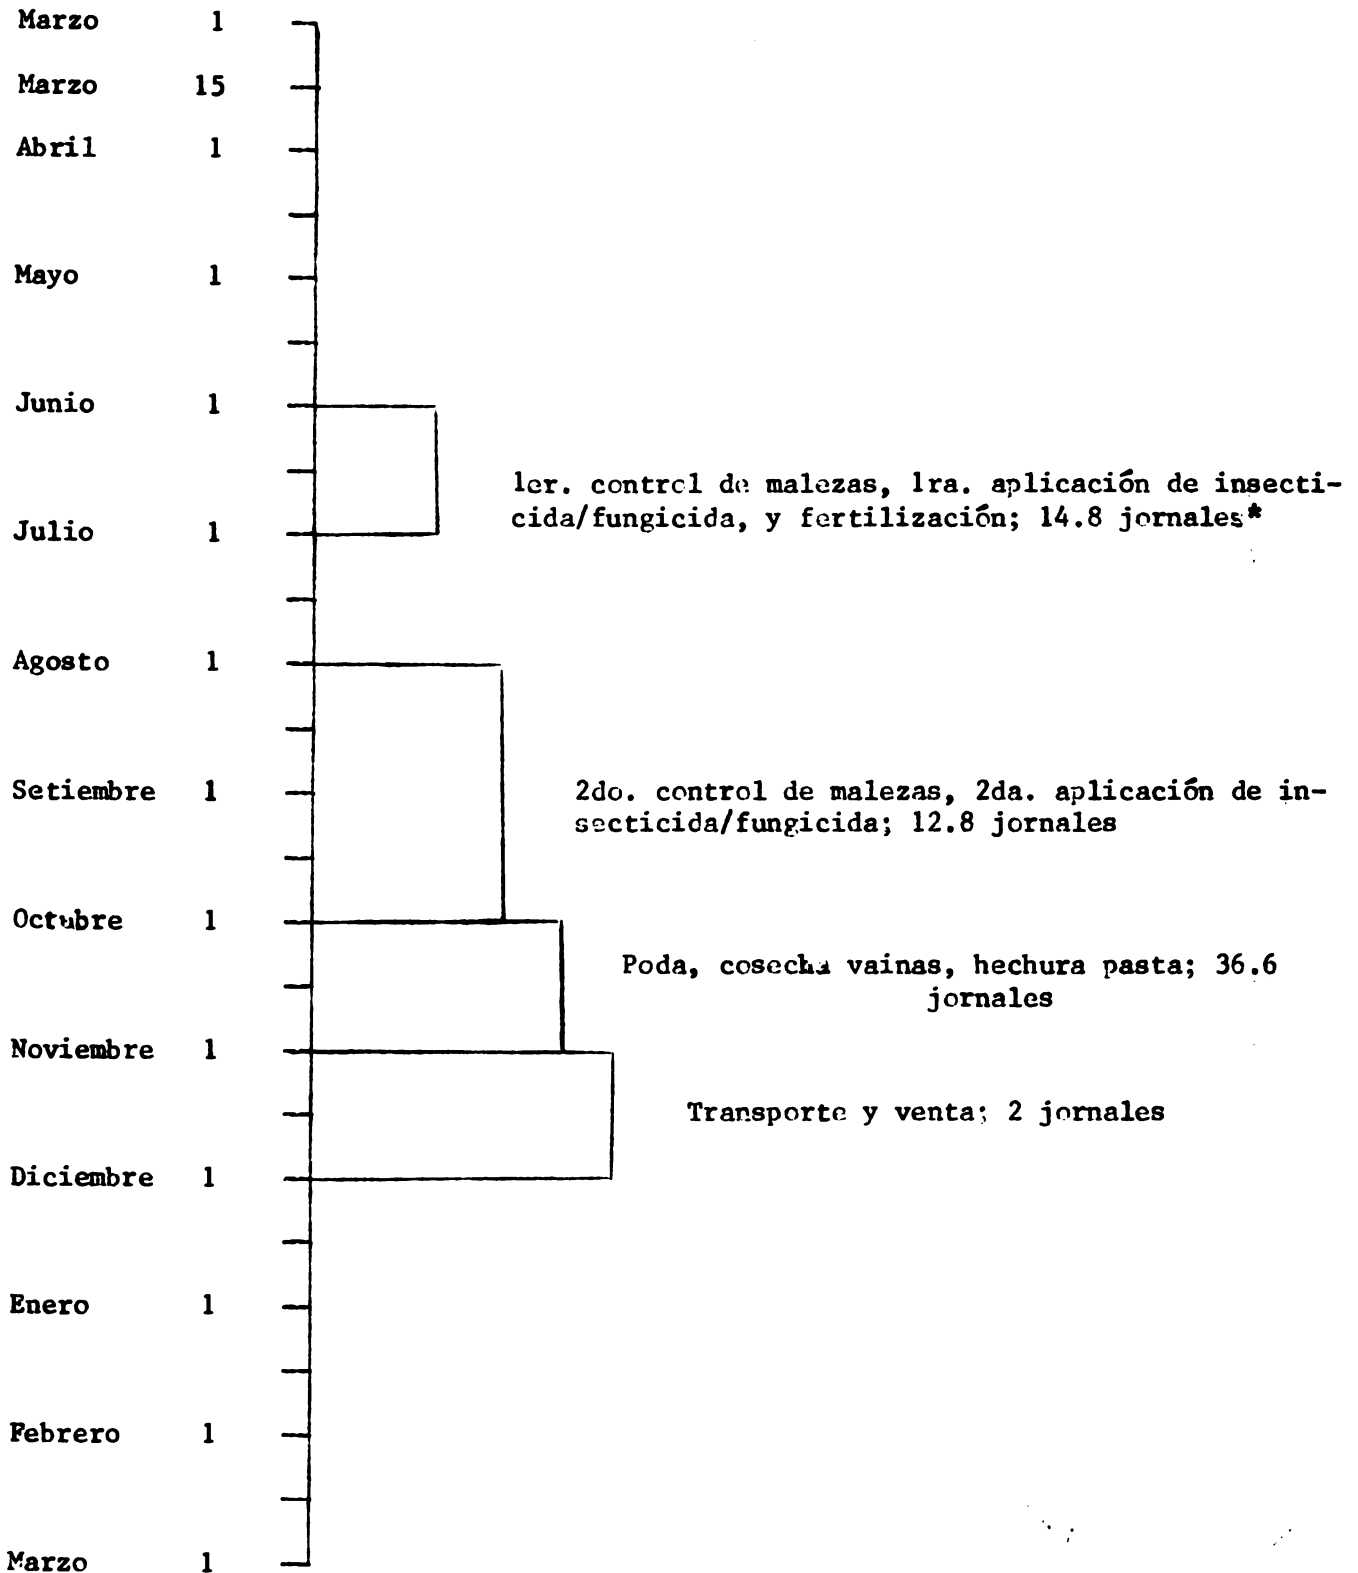 Marzo 1
Marzo 15
Abril 1
Mayo 1
Junio 1
1er. control de malezas, 1ra. aplicación de insecti-
cida/fungicida, y fertilización; 14.8 jornales*
Julio 1
Agosto 1
Setiembre 1
2do. control de malezas, 2da. aplicación de in-
secticida/fungicida; 12.8 jornales
Octubre 1
Poda, cosecha vainas, hechura pasta; 36.6
jornales
Noviembre 1
Transporte y venta; 2 jornales
Diciembre 1
Enero 1
Febrero 1
Marzo 1